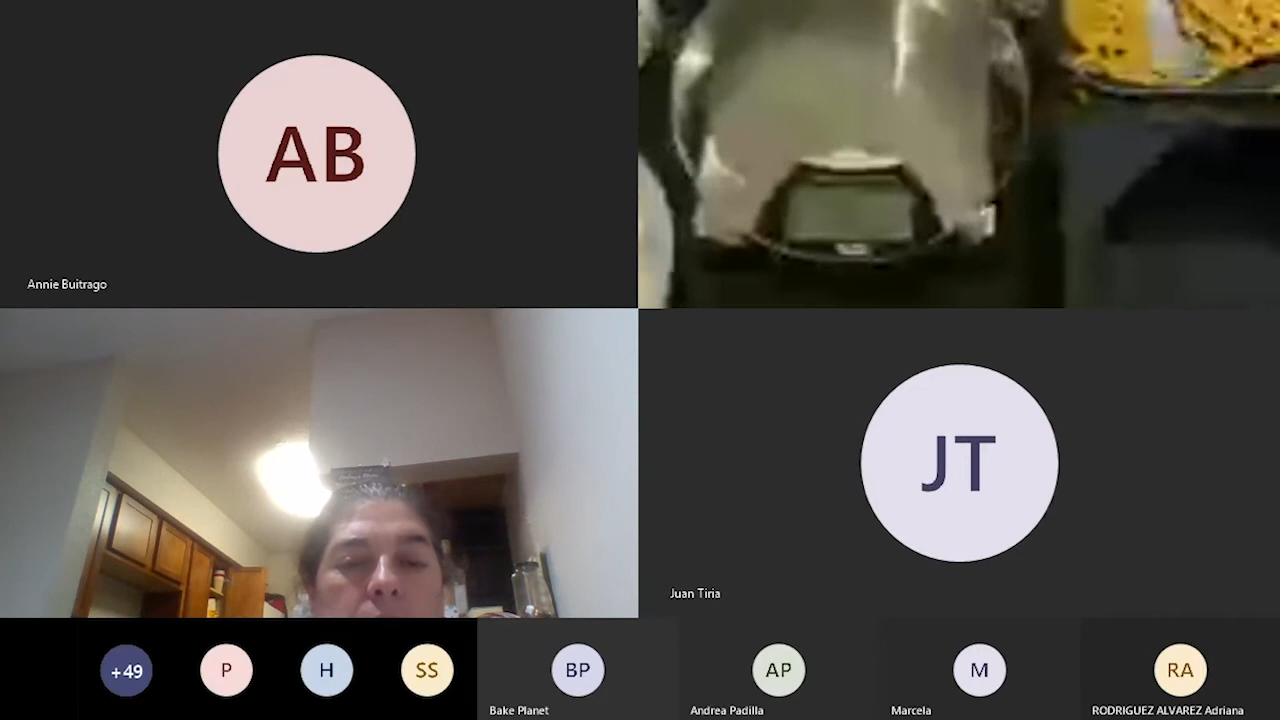 AB
Annie Buitrago
JT
Juan Tiria
+49
P
H
SS
BP
AP
M
RA
Bake Planet
Andrea Padilla
Marcela
RODRIGUEZ ALVAREZ Adriana